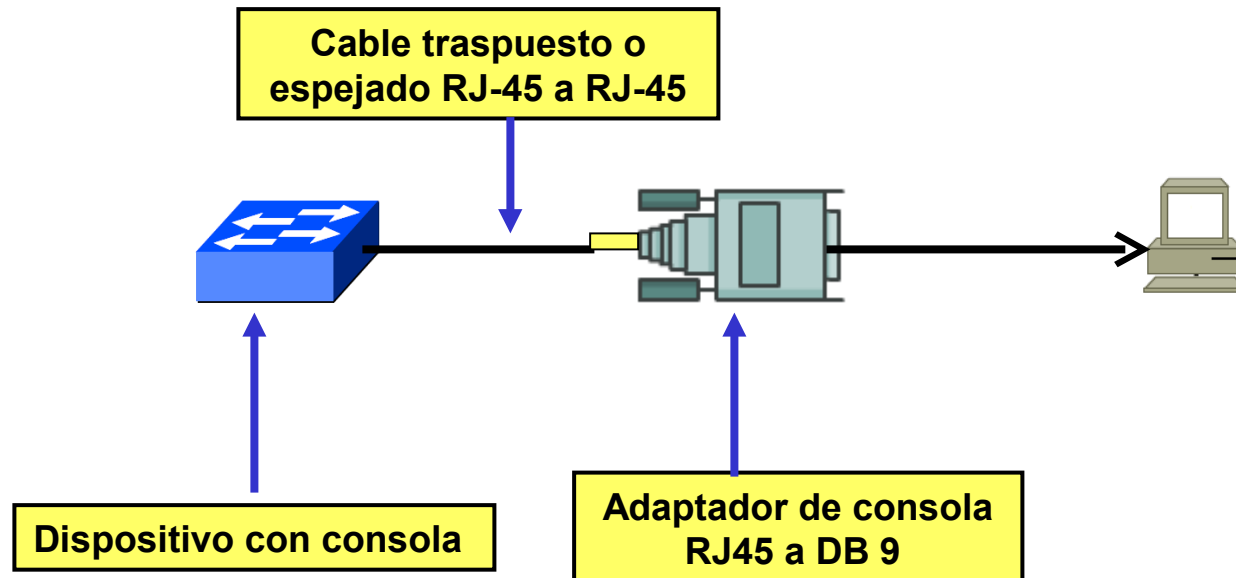 Cable traspuesto o
espejado RJ-45 a RJ-45
Dispositivo con consola
Adaptador de consola
RJ45 a DB 9